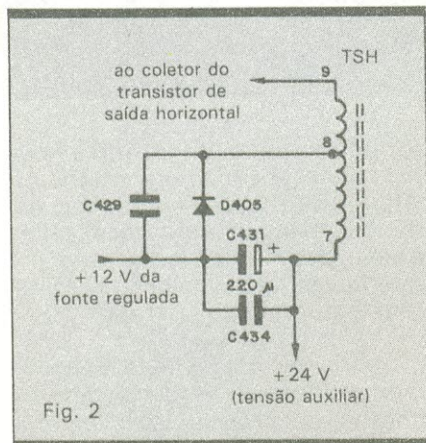 TSH
9
ao coletor do
transistor de
saída horizontal
8
C429
D405
C431
+
7
+ 12 V da
fonte regulada
220 µ
C434
+ 24 V
(tensão auxiliar)
Fig. 2